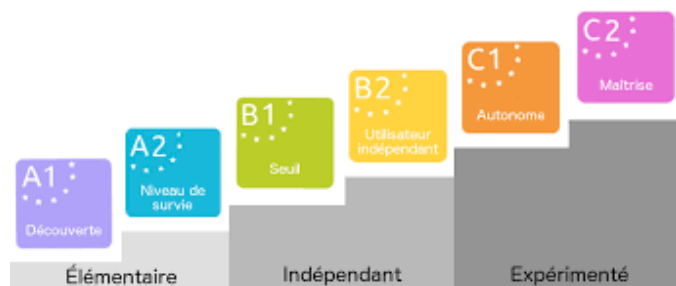 A1
Découverte
A2
Niveau de
survie
B1
Seuil
B2
Utilisateur
indépendant
C1
Autonome
C2
Maîtrise
Élémentaire
Indépendant
Expérimenté